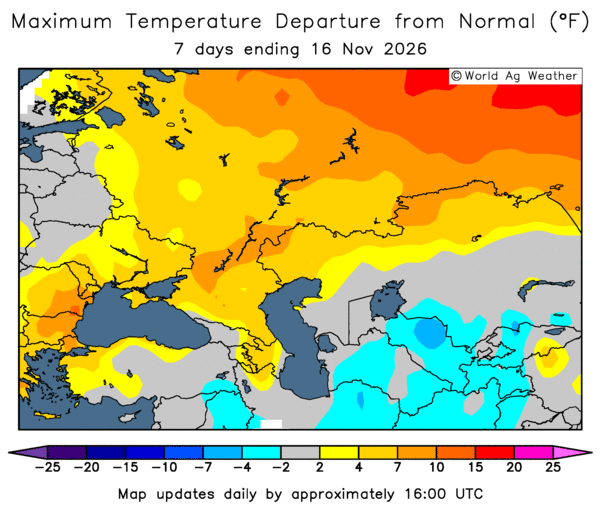 Maximum Temperature Departure from Normal (°F)
7 days ending 16 Nov 2026
©World Ag Weather
−25 −20 −15 −10 −7 −4 −2 2 4 7 10 15 20 25
Map updates daily by approximately 16:00 UTC